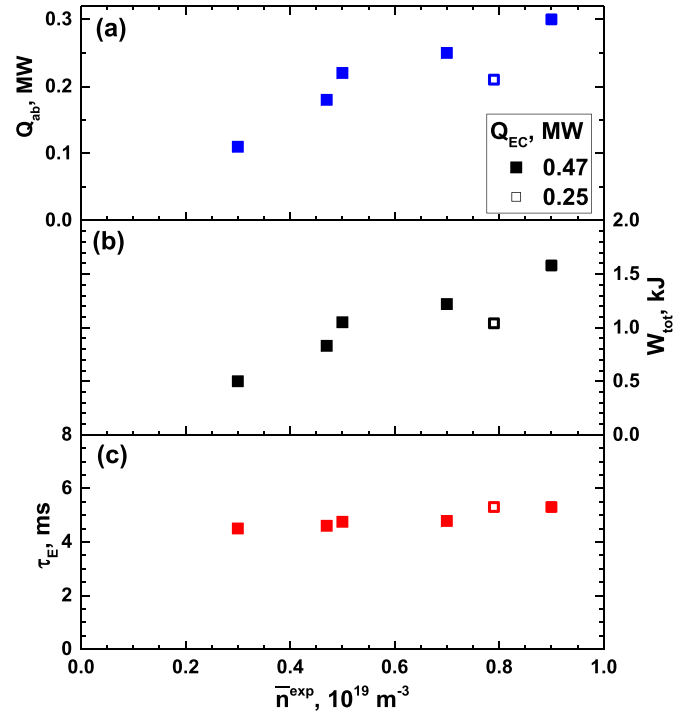 (a)
0.3
0.2
0.1
0.0
Q_ab, MW
Q_EC, MW
0.47
0.25
(b)
2.0
1.5
1.0
0.5
0.0
W_tot, kJ
(c)
8
6
4
2
0
τ_E, ms
0.0 0.2 0.4 0.6 0.8 1.0
n̅^exp, 10^19 m^-3